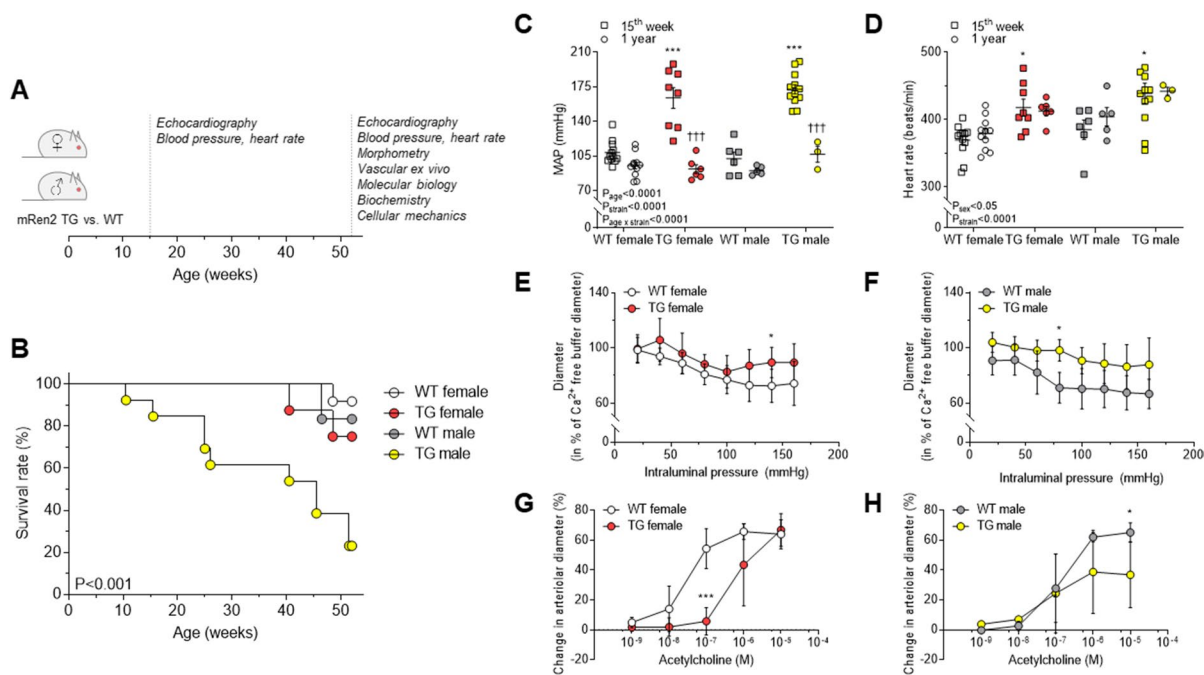 A
Echocardiography
Blood pressure, heart rate
Echocardiography
Blood pressure, heart rate
Morphometry
Vascular ex vivo
Molecular biology
Biochemistry
Cellular mechanics
♀
♂
mRen2 TG vs. WT
0 10 20 30 40 50
Age (weeks)
B
Survival rate (%)
100
80
60
40
20
0
P<0.001
0 10 20 30 40 50
Age (weeks)
WT female
TG female
WT male
TG male
C
15th week
1 year
MAP (mmHg)
210
175
140
105
70
0
***
†††
***
†††
Page<0.0001
Pstrain<0.0001
Page x strain<0.0001
WT female TG female WT male TG male
D
15th week
1 year
Heart rate (beats/min)
500
400
300
0
*
*
Psex<0.05
Pstrain<0.0001
WT female TG female WT male TG male
E
WT female
TG female
Diameter
(in % of Ca2+ free buffer diameter)
140
100
60
0
*
0 50 100 150 200
Intraluminal pressure (mmHg)
F
WT male
TG male
Diameter
(in % of Ca2+ free buffer diameter)
140
100
60
0
*
0 50 100 150 200
Intraluminal pressure (mmHg)
G
WT female
TG female
Change in arteriolar diameter (%)
80
60
40
20
0
-20
***
10-9 10-8 10-7 10-6 10-5 10-4
Acetylcholine (M)
H
WT male
TG male
Change in arteriolar diameter (%)
80
60
40
20
0
-20
*
10-9 10-8 10-7 10-6 10-5 10-4
Acetylcholine (M)